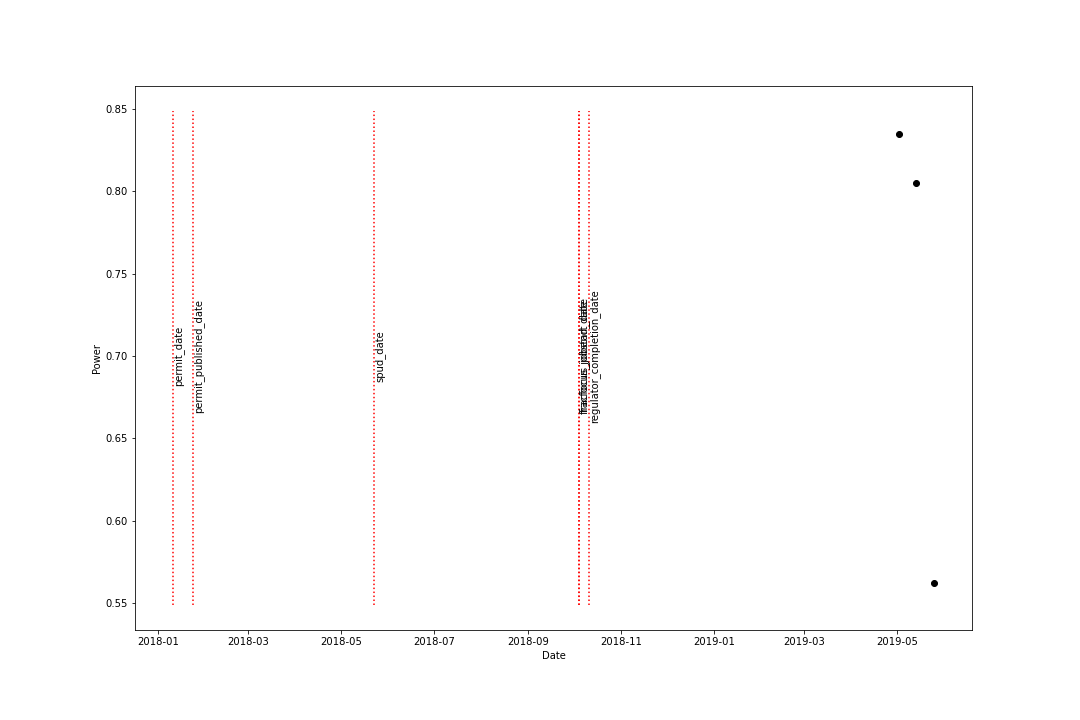 0.85
0.80
0.75
0.70
0.65
0.60
0.55
Power
permit_date
permit_published_date
spud_date
regulator_completion_date
2018-01
2018-03
2018-05
2018-07
2018-09
2018-11
2019-01
2019-03
2019-05
Date